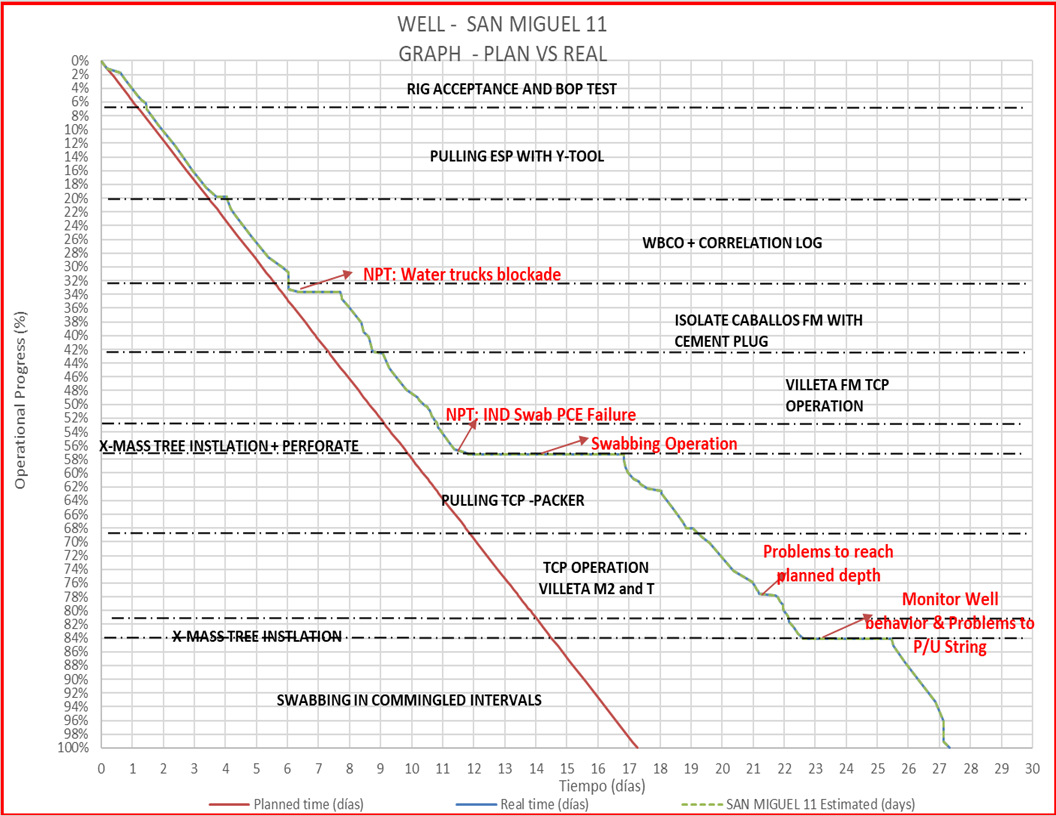 WELL - SAN MIGUEL 11
GRAPH - PLAN VS REAL
Operational Progress (%)
0%
2%
4%
6%
8%
10%
12%
14%
16%
18%
20%
22%
24%
26%
28%
30%
32%
34%
36%
38%
40%
42%
44%
46%
48%
50%
52%
54%
56%
58%
60%
62%
64%
66%
68%
70%
72%
74%
76%
78%
80%
82%
84%
86%
88%
90%
92%
94%
96%
98%
100%
RIG ACCEPTANCE AND BOP TEST
PULLING ESP WITH Y-TOOL
WBCO + CORRELATION LOG
NPT: Water trucks blockade
ISOLATE CABALLOS FM WITH
CEMENT PLUG
VILLETA FM TCP
OPERATION
NPT: IND Swab PCE Failure
X-MASS TREE INSTLATION + PERFORATE
Swabbing Operation
PULLING TCP -PACKER
Problems to reach
planned depth
TCP OPERATION
VILLETA M2 and T
Monitor Well
behavior & Problems to
P/U String
X-MASS TREE INSTLATION
SWABBING IN COMMINGLED INTERVALS
0 1 2 3 4 5 6 7 8 9 10 11 12 13 14 15 16 17 18 19 20 21 22 23 24 25 26 27 28 29 30
Tiempo (días)
Planned time (días) Real time (días) SAN MIGUEL 11 Estimated (days)